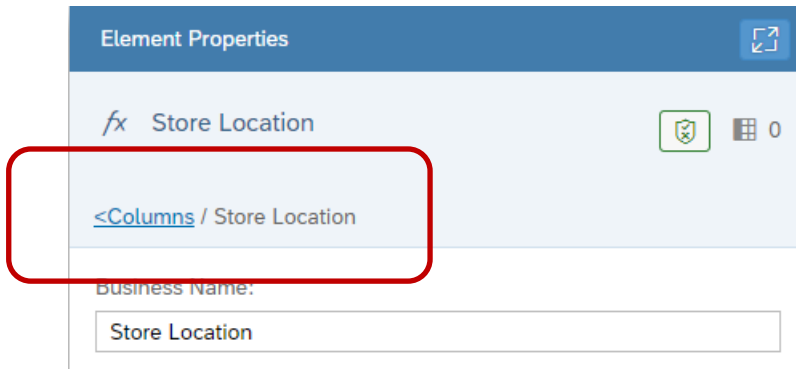 Element Properties
fx Store Location
0
<Columns / Store Location
Business Name:
Store Location